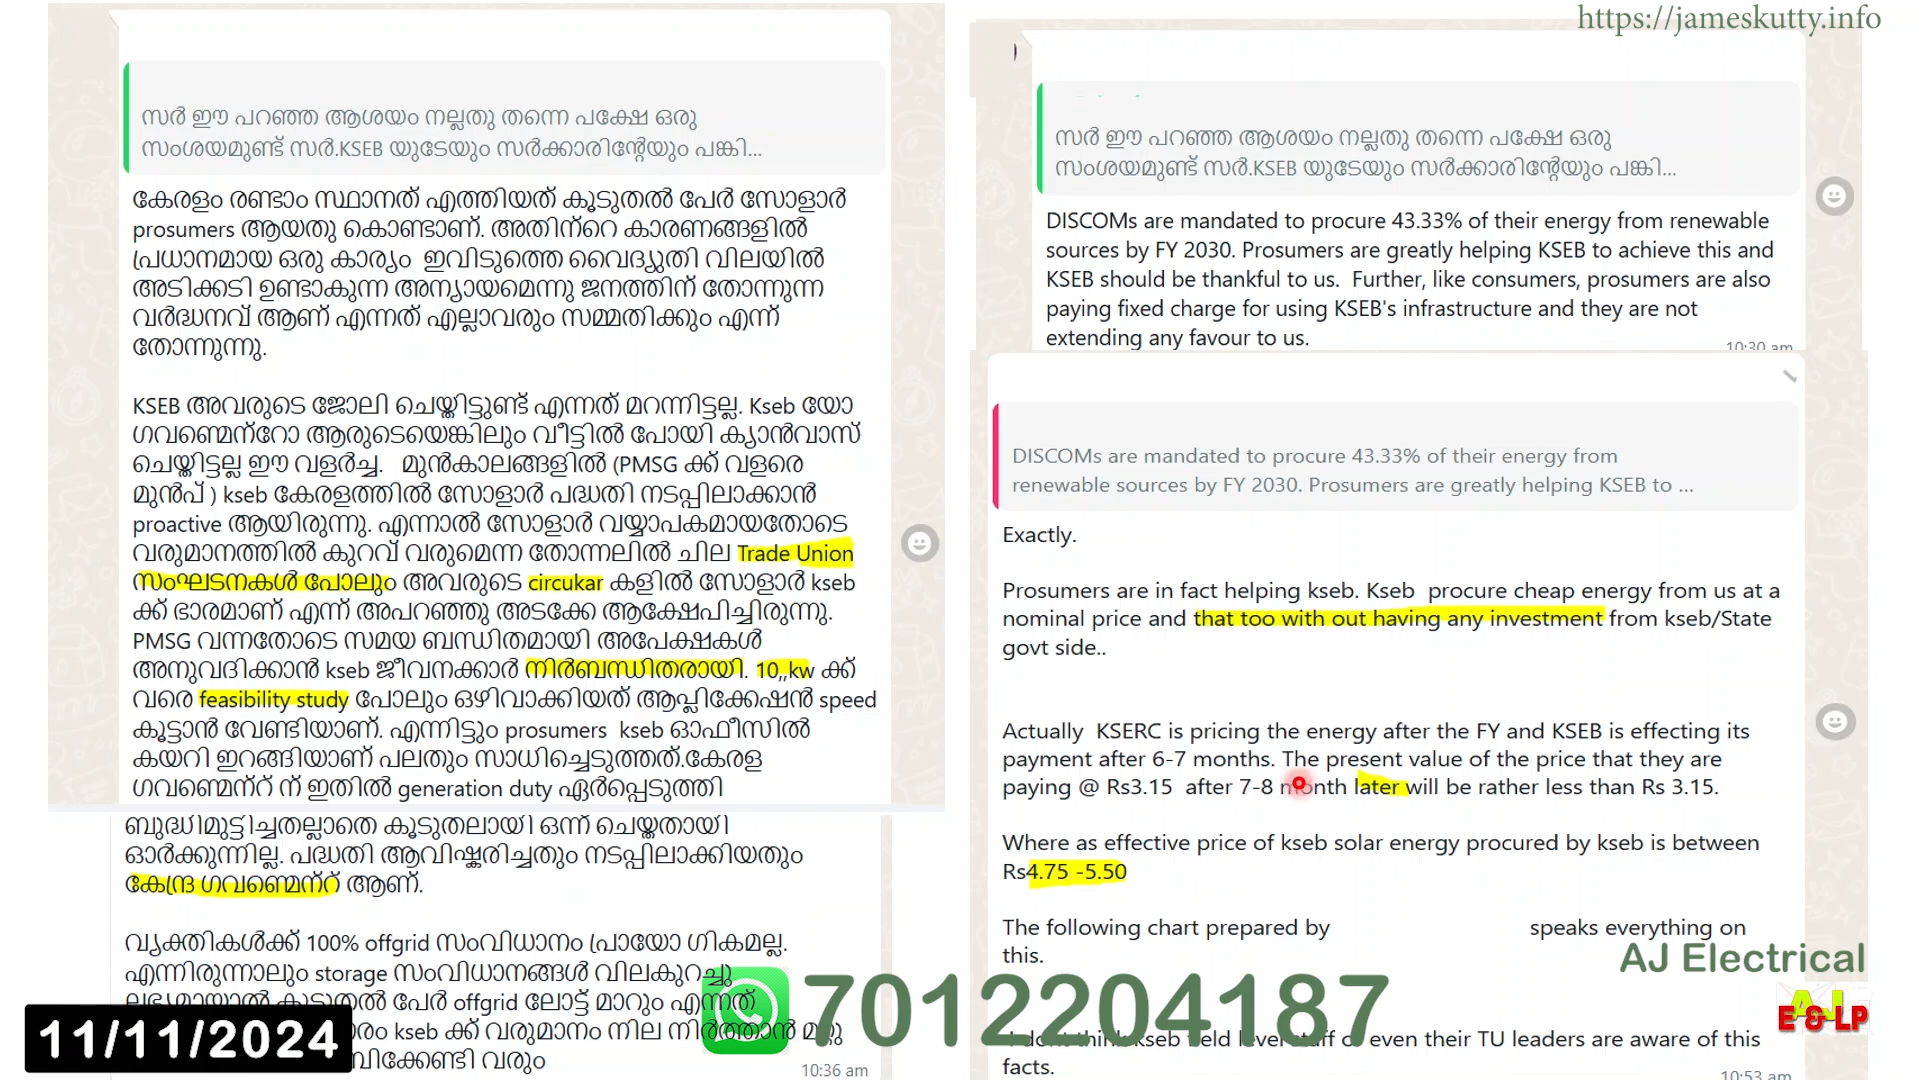 https://jameskutty.info
സർ ഈ പറഞ്ഞ ആശയം നല്ലതു തന്നെ പക്ഷേ ഒരു
സംശയമുണ്ട് സർ.KSEB യുടേയും സർക്കാരിന്റേയും പങ്കി...
കേരളം രണ്ടാം സ്ഥാനത് എത്തിയത് കൂടുതൽ പേർ സോളാർ
prosumers ആയതു കൊണ്ടാണ്. അതിന്റെ കാരണങ്ങളിൽ
പ്രധാനമായ ഒരു കാര്യം ഇവിടുത്തെ വൈദ്യുതി വിലയിൽ
അടിക്കടി ഉണ്ടാകുന്ന അന്യായമെന്നു ജനത്തിന് തോന്നുന്ന
വർദ്ധനവ് ആണ് എന്നത് എല്ലാവരും സമ്മതിക്കും എന്ന്
തോന്നുന്നു.
KSEB അവരുടെ ജോലി ചെയ്തിട്ടുണ്ട് എന്നത് മറന്നിട്ടല്ല. Kseb യോ
ഗവണ്മെന്റോ ആരുടെയെങ്കിലും വീട്ടിൽ പോയി ക്യാൻവാസ്
ചെയ്തിട്ടല്ല ഈ വളർച്ച. മുൻകാലങ്ങളിൽ (PMSG ക്ക് വളരെ
മുൻപ് ) kseb കേരളത്തിൽ സോളാർ പദ്ധതി നടപ്പിലാക്കാൻ
proactive ആയിരുന്നു. എന്നാൽ സോളാർ വയ്യാപകമായതോടെ
വരുമാനത്തിൽ കുറവ് വരുമെന്ന തോന്നലിൽ ചില Trade Union
സംഘടനകൾ പോലും അവരുടെ circukar കളിൽ സോളാർ kseb
ക്ക് ഭാരമാണ് എന്ന് അപറഞ്ഞു അടക്കേ ആക്ഷേപിച്ചിരുന്നു.
PMSG വന്നതോടെ സമയ ബന്ധിതമായി അപേക്ഷകൾ
അനുവദിക്കാൻ kseb ജീവനക്കാർ നിർബന്ധിതരായി. 10,,kw ക്ക്
വരെ feasibility study പോലും ഒഴിവാക്കിയത് ആപ്ലിക്കേഷൻ speed
കൂട്ടാൻ വേണ്ടിയാണ്. എന്നിട്ടും prosumers kseb ഓഫീസിൽ
കയറി ഇറങ്ങിയാണ് പലതും സാധിച്ചെടുത്തത്.കേരള
ഗവണ്മെന്റ് ന് ഇതിൽ generation duty ഏർപ്പെടുത്തി
ബുദ്ധിമുട്ടിച്ചതല്ലാതെ കൂടുതലായി ഒന്ന് ചെയ്തതായി
ഓർക്കുന്നില്ല. പദ്ധതി ആവിഷ്കരിച്ചതും നടപ്പിലാക്കിയതും
കേന്ദ്ര ഗവണ്മെന്റ് ആണ്.
വ്യക്തികൾക്ക് 100% offgrid സംവിധാനം പ്രായോ ഗികമല്ല.
എന്നിരുന്നാലും storage സംവിധാനങ്ങൾ വിലകുറച്ചു
ലഭ്യമായാൽ കൂടുതൽ പേർ offgrid ലോട്ട് മാറും എന്നത്
kseb ക്ക് വരുമാനം നില നിർത്താൻ മറ്റു
വരും
10:36 am
സർ ഈ പറഞ്ഞ ആശയം നല്ലതു തന്നെ പക്ഷേ ഒരു
സംശയമുണ്ട് സർ.KSEB യുടേയും സർക്കാരിന്റേയും പങ്കി...
DISCOMs are mandated to procure 43.33% of their energy from renewable
sources by FY 2030. Prosumers are greatly helping KSEB to achieve this and
KSEB should be thankful to us. Further, like consumers, prosumers are also
paying fixed charge for using KSEB's infrastructure and they are not
extending any favour to us.
10:30 am
DISCOMs are mandated to procure 43.33% of their energy from
renewable sources by FY 2030. Prosumers are greatly helping KSEB to ...
Exactly.
Prosumers are in fact helping kseb. Kseb procure cheap energy from us at a
nominal price and that too with out having any investment from kseb/State
govt side..
Actually KSERC is pricing the energy after the FY and KSEB is effecting its
payment after 6-7 months. The present value of the price that they are
paying @ Rs3.15 after 7-8 month later will be rather less than Rs 3.15.
Where as effective price of kseb solar energy procured by kseb is between
Rs4.75 -5.50
The following chart prepared by speaks everything on
this.
I dont think kseb field level staff or even their TU leaders are aware of this
facts.
10:53 am
AJ Electrical
AJ
E & LP
7012204187
11/11/2024